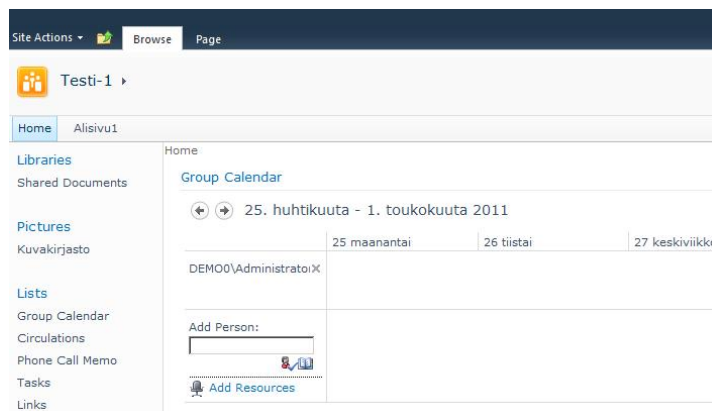 Site Actions
Browse
Page
Testi-1
Home
Alisivu1
Libraries
Shared Documents
Pictures
Kuvakirjasto
Lists
Group Calendar
Circulations
Phone Call Memo
Tasks
Links
Home
Group Calendar
25. huhtikuuta - 1. toukokuuta 2011
25 maanantai
26 tiistai
27 keskiviikko
DEMO0\Administrator
Add Person:
Add Resources